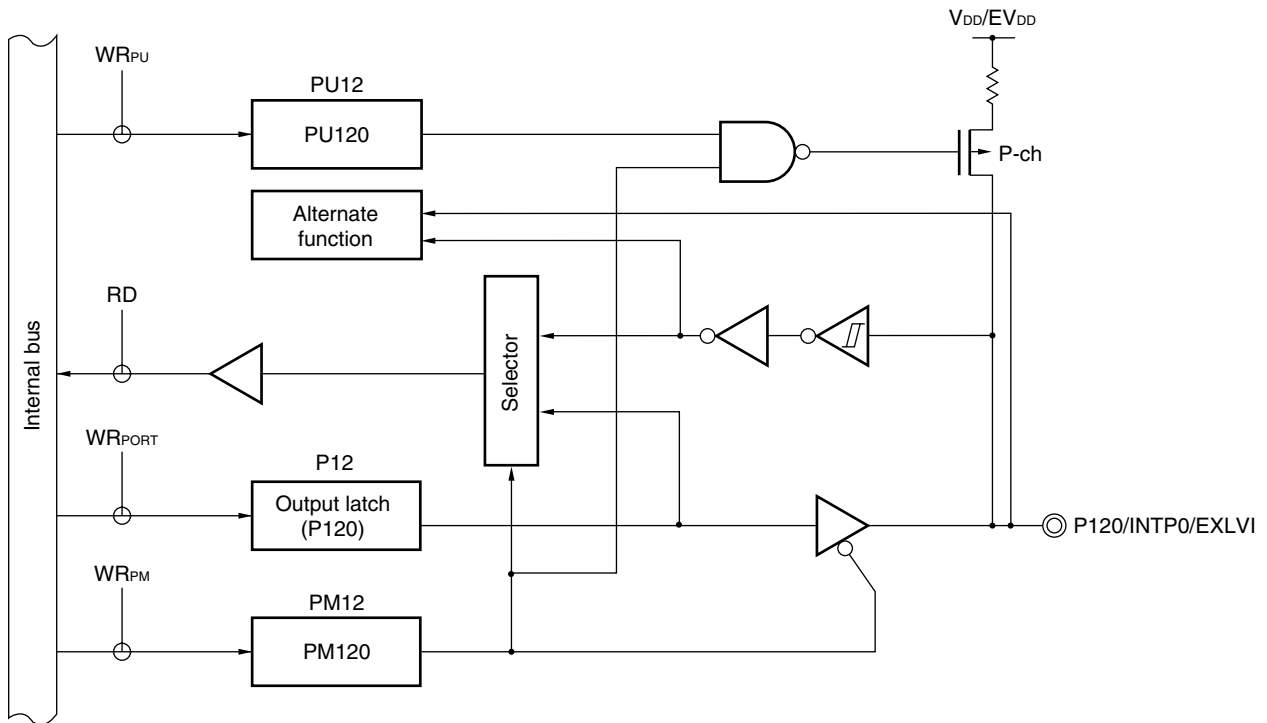 VDD/EVDD
WRPU
PU12
PU120
P-ch
Alternate
function
RD
Internal bus
Selector
WRPORT
P12
Output latch
(P120)
P120/INTP0/EXLVI
WRPM
PM12
PM120